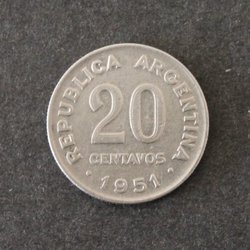 REPUBLICA ARGENTINA
20
CENTAVOS
· 1951 ·